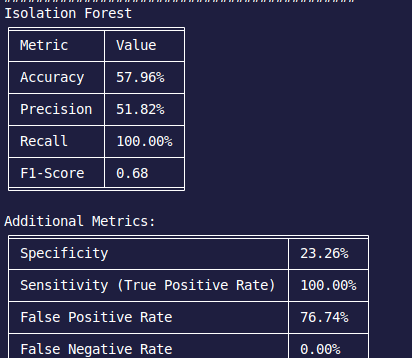 Isolation Forest
Metric Value
Accuracy 57.96%
Precision 51.82%
Recall 100.00%
F1-Score 0.68
Additional Metrics:
Specificity 23.26%
Sensitivity (True Positive Rate) 100.00%
False Positive Rate 76.74%
False Negative Rate 0.00%